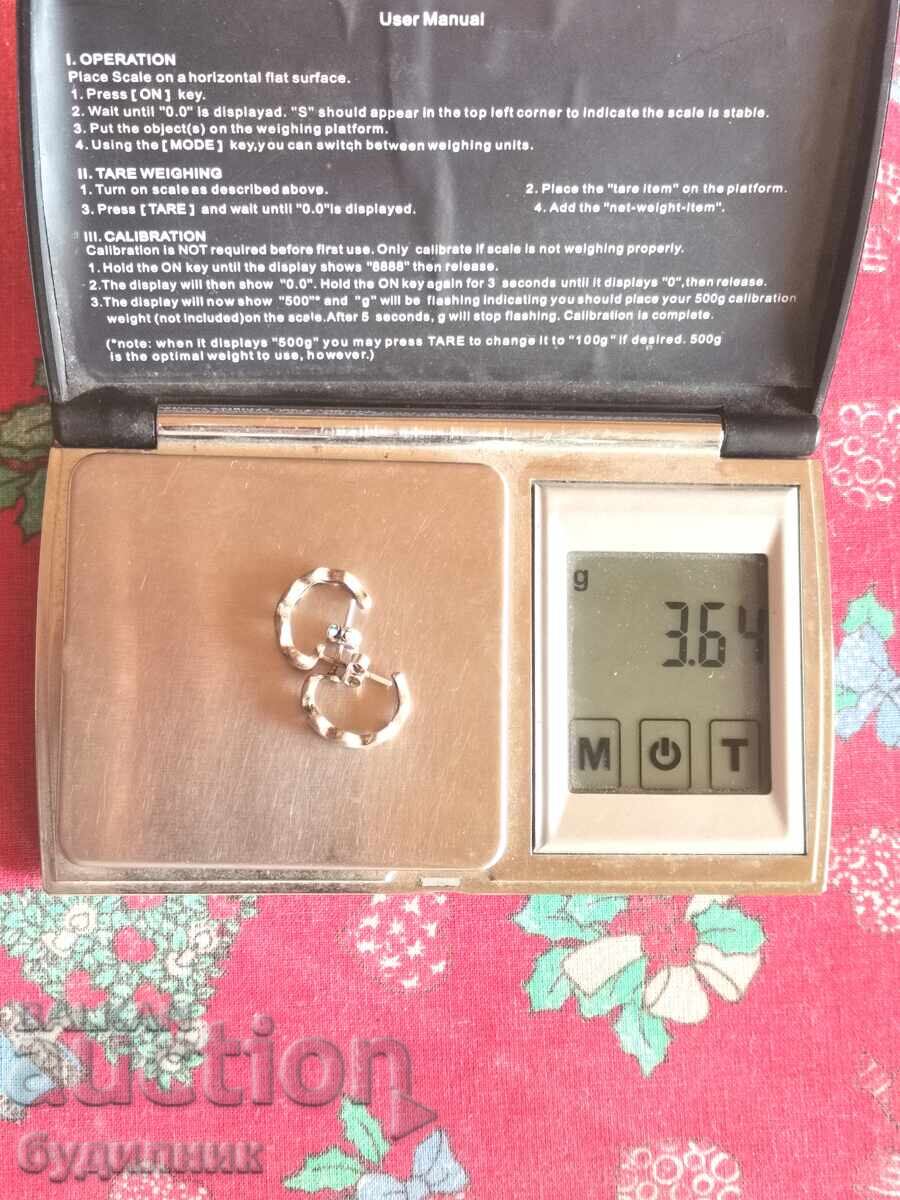 User Manual
I. OPERATION
Place Scale on a horizontal flat surface.
1. Press [ON] key.
2. Wait until "0.0" is displayad. "S" should appear in the top left corner to indicate the scale is stable.
3. Put the object(s) on the weighing platform.
4. Using the [MODE] key,you can switch between weighing units.
II. TARE WEIGHING
1. Turn on scale as described above.
2. Place the "tare item" on the platform.
3. Press [TARE] and wait until "0.0"is displayed.
4. Add the "net-weight-item".
III. CALIBRATION
Calibration is NOT required before first use. Only calibrate if scale is not weighing properly.
1. Hold the ON key until the display shows "8888" then release.
2.The display will then show "0.0". Hold the ON key again for 3 seconds until it displays "0",then release.
3.The display will now show "500"* and "g" will be flashing indicating you should place your 500g calibration
weight (not included)on the scale.After 5 seconds, g will stop flashing. Calibration is complete.
(*note: when it displays "500g" you may press TARE to change it to "100g" if desired. 500g
is the optimal weight to use, however.)
g
3.64
M T
BALKAN
auction
будилник